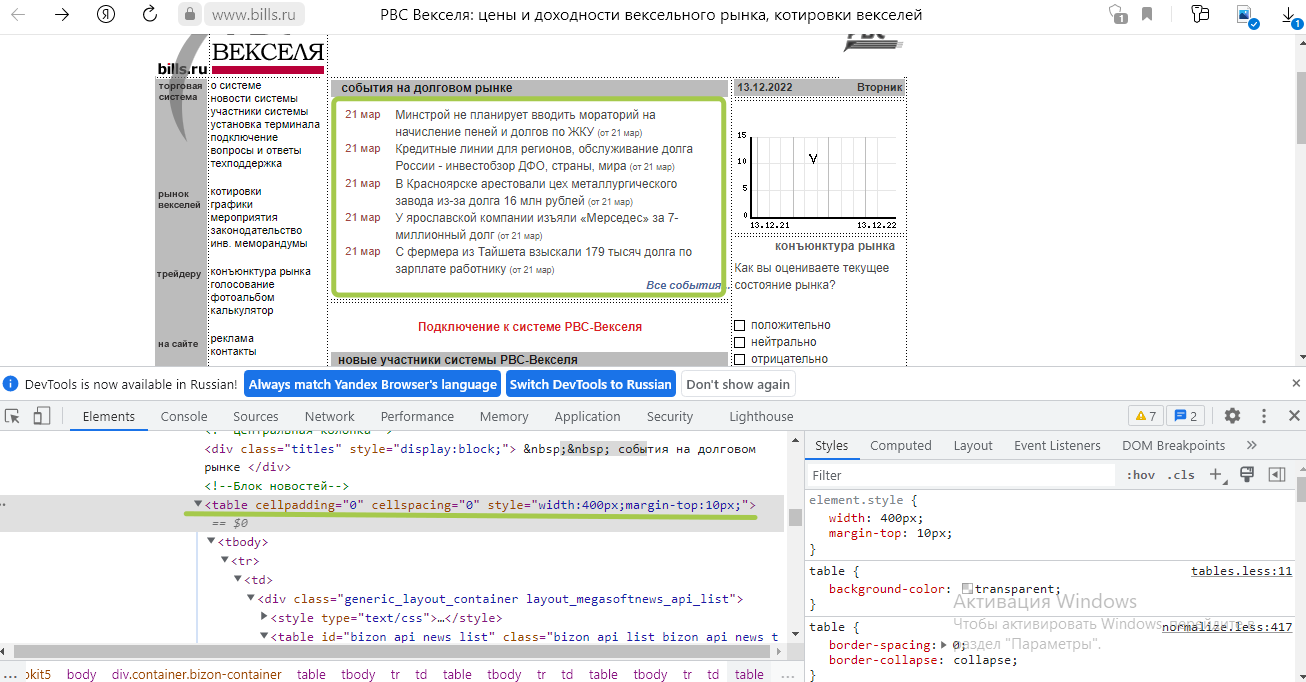 www.bills.ru
РВС Векселя: цены и доходности вексельного рынка, котировки векселей
1
1
ВЕКСЕЛЯ
bills.ru
торговая система
о системе
новости системы
участники системы
установка терминала
подключение
вопросы и ответы
техподдержка
рынок векселей
котировки
графики
мероприятия
законодательство
инв. меморандумы
трейдеру
конъюнктура рынка
голосование
фотоальбом
калькулятор
на сайте
реклама
контакты
события на долговом рынке
21 мар Минстрой не планирует вводить мораторий на
начисление пеней и долгов по ЖКУ (от 21 мар)
21 мар Кредитные линии для регионов, обслуживание долга
России - инвестобзор ДФО, страны, мира (от 21 мар)
21 мар В Красноярске арестовали цех металлургического
завода из-за долга 16 млн рублей (от 21 мар)
21 мар У ярославской компании изъяли «Мерседес» за 7-
миллионный долг (от 21 мар)
21 мар С фермера из Тайшета взыскали 179 тысяч долга по
зарплате работнику (от 21 мар)
Все события...
Подключение к системе РВС-Векселя
новые участники системы РВС-Векселя
13.12.2022 Вторник
15
10
5
0
13.12.21 13.12.22
конъюнктура рынка
Как вы оцениваете текущее
состояние рынка?
положительно
нейтрально
отрицательно
DevTools is now available in Russian! Always match Yandex Browser's language Switch DevTools to Russian Don't show again
Elements Console Sources Network Performance Memory Application Security Lighthouse 7 2
<!--Центральная колонка-->
<div class="titles" style="display:block;"> &nbsp;&nbsp; события на долговом
рынке </div>
<!--Блок новостей-->
<table cellpadding="0" cellspacing="0" style="width:400px;margin-top:10px;">
== $0
<tbody>
<tr>
<td>
<div class="generic_layout_container layout_megasoftnews_api_list">
<style type="text/css">…</style>
<table id="bizon_api_news_list" class="bizon_api_list bizon_api_news_t
... okit5 body div.container.bizon-container table tbody tr td table tbody tr td table tbody tr td table ...
Styles Computed Layout Event Listeners DOM Breakpoints »
Filter :hov .cls
element.style {
width: 400px;
margin-top: 10px;
}
table { tables.less:11
background-color: transparent;
}
table { normalize.less:417
border-spacing: 0;
border-collapse: collapse;
}
Активация Windows
Чтобы активировать Windows, перейдите в
раздел "Параметры".